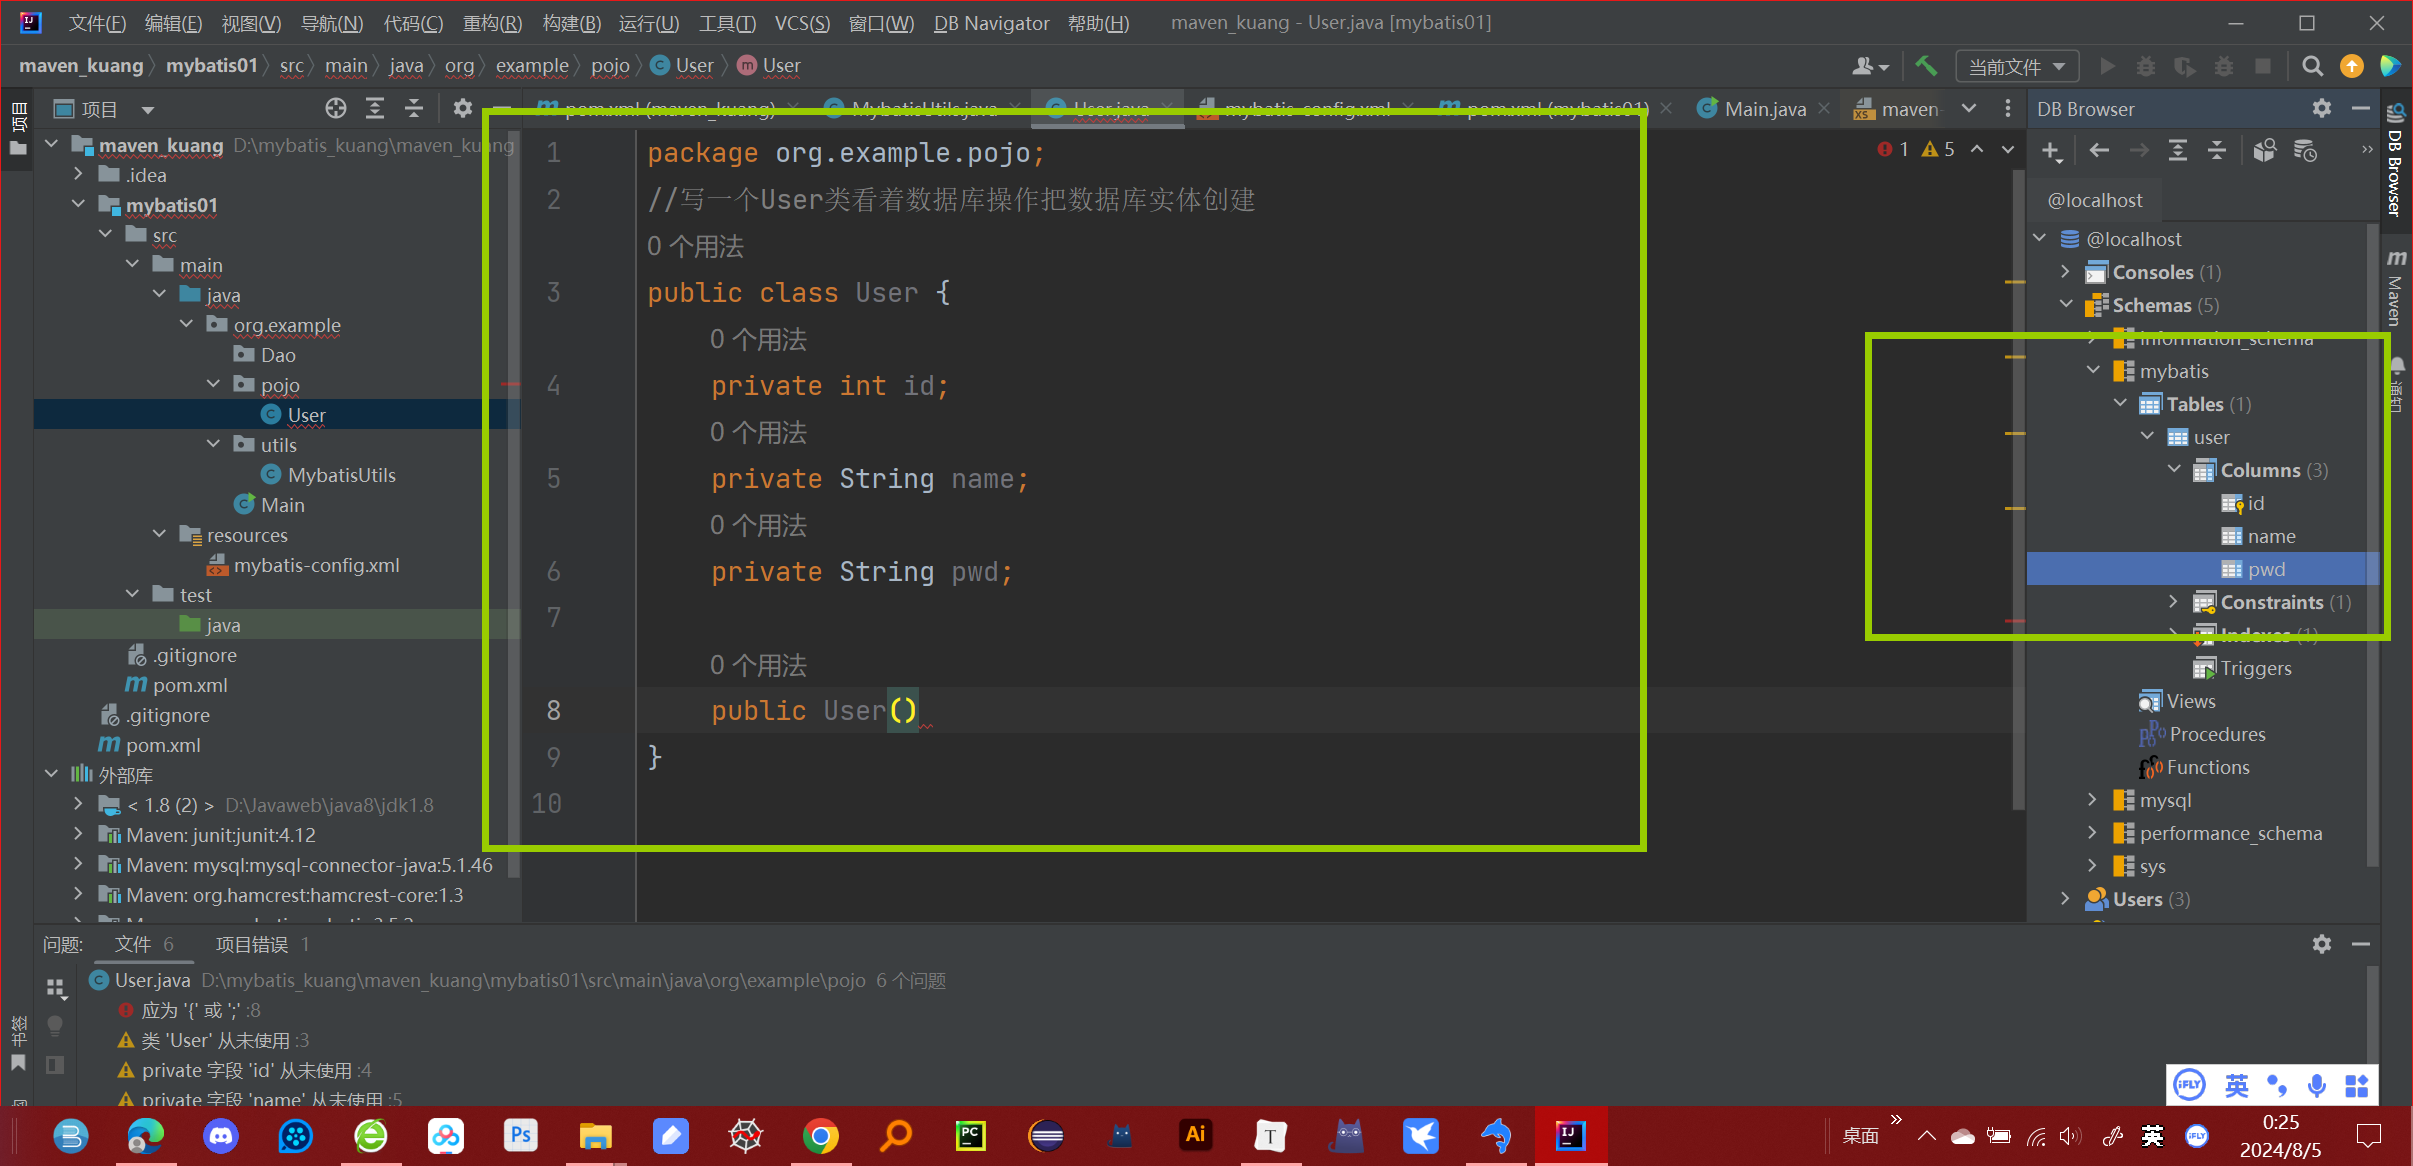 文件(F) 编辑(E) 视图(V) 导航(N) 代码(C) 重构(R) 构建(B) 运行(U) 工具(T) VCS(S) 窗口(W) DB Navigator 帮助(H) maven_kuang - User.java [mybatis01]
maven_kuang mybatis01 src main java org example pojo User User
当前文件
项目
pom.xml (maven_kuang) MybatisUtils.java User.java mybatis-config.xml pom.xml (mybatis01) Main.java maven-
项目
maven_kuang D:\mybatis_kuang\maven_kuang
.idea
mybatis01
src
main
java
org.example
Dao
pojo
User
utils
MybatisUtils
Main
resources
mybatis-config.xml
test
java
.gitignore
pom.xml
.gitignore
pom.xml
外部库
< 1.8 (2) > D:\Javaweb\java8\jdk1.8
Maven: junit:junit:4.12
Maven: mysql:mysql-connector-java:5.1.46
Maven: org.hamcrest:hamcrest-core:1.3
1 package org.example.pojo;
2 //写一个User类看着数据库操作把数据库实体创建
0 个用法
3 public class User {
0 个用法
4 private int id;
0 个用法
5 private String name;
0 个用法
6 private String pwd;
7
0 个用法
8 public User()
9 }
10
1 5
DB Browser
@localhost
@localhost
Consoles (1)
Schemas (5)
information_schema
mybatis
Tables (1)
user
Columns (3)
id
name
pwd
Constraints (1)
Indexes (1)
Triggers
Views
Procedures
Functions
mysql
performance_schema
sys
Users (3)
DB Browser
Maven
通知
问题: 文件 6 项目错误 1
User.java D:\mybatis_kuang\maven_kuang\mybatis01\src\main\java\org\example\pojo 6 个问题
应为 '{' 或 ';' :8
类 'User' 从未使用 :3
private 字段 'id' 从未使用 :4
private 字段 'name' 从未使用 :5
书签
iFLY 英
Ps PC Ai T IJ
桌面 英 iFLY
0:25
2024/8/5